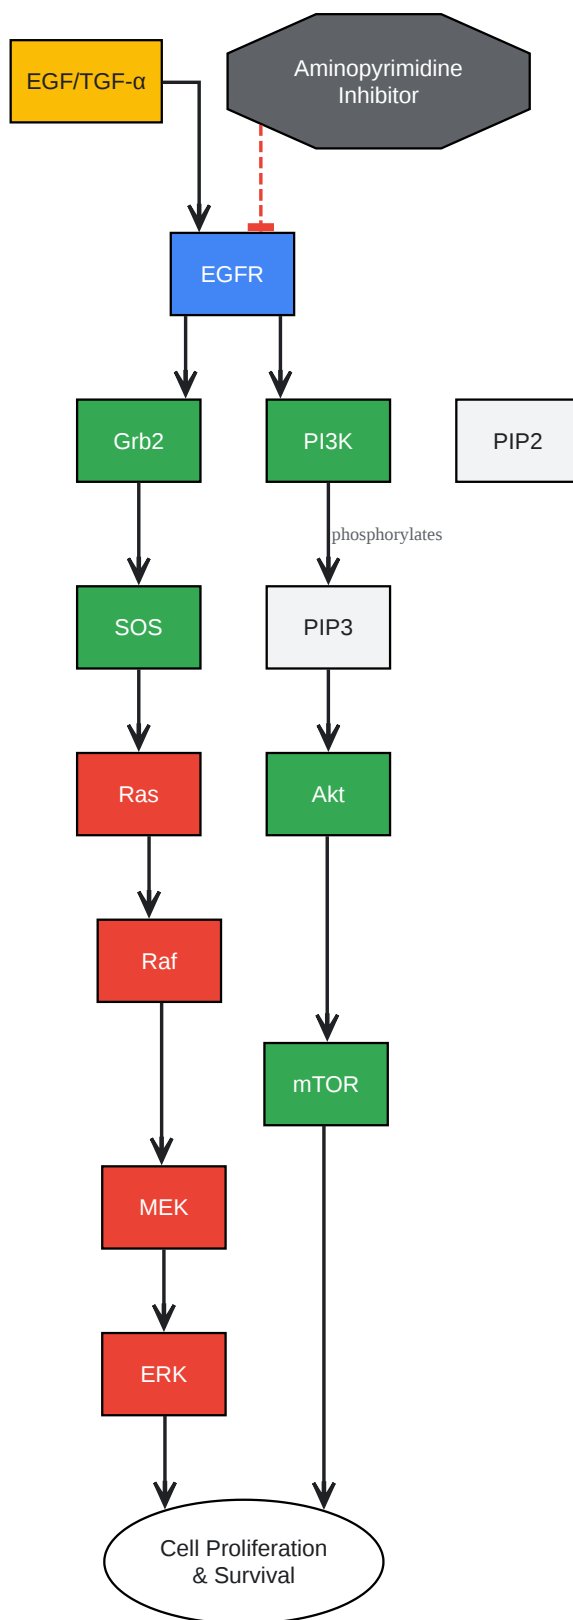 EGF/TGF-α
Aminopyrimidine
Inhibitor
EGFR
Grb2
PI3K
PIP2
phosphorylates
SOS
PIP3
Ras
Akt
Raf
mTOR
MEK
ERK
Cell Proliferation
& Survival